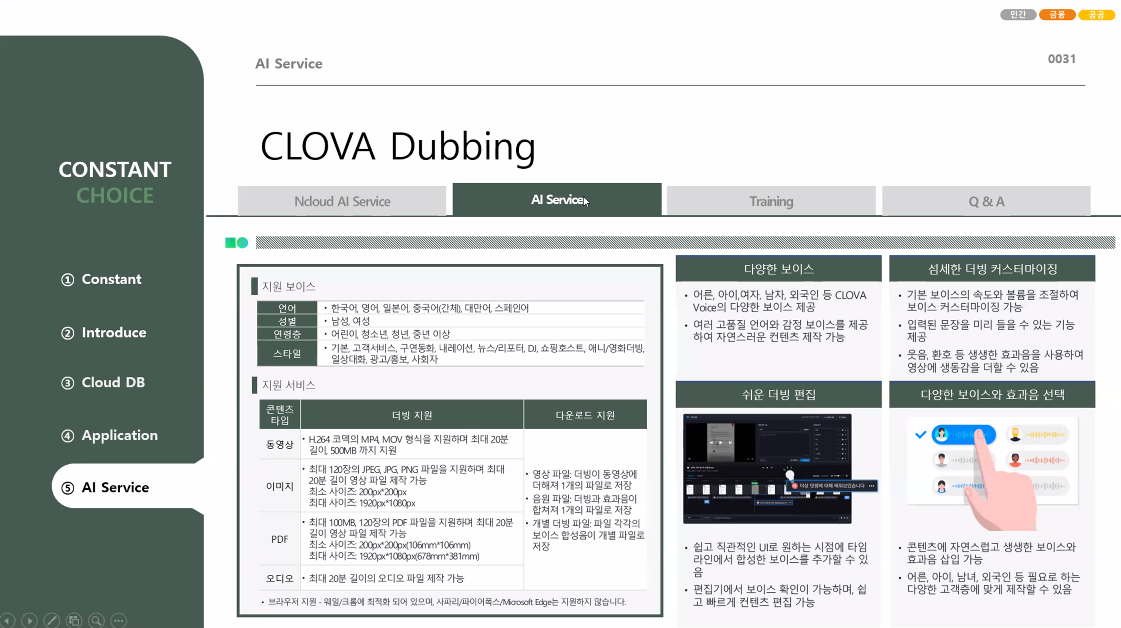 민간 금융 공공
AI Service
0031
CLOVA Dubbing
CONSTANT
CHOICE
① Constant
② Introduce
③ Cloud DB
④ Application
⑤ AI Service
Ncloud AI Service
AI Service
Training
Q & A
지원 보이스
언어 • 한국어, 영어, 일본어, 중국어(간체), 대만어, 스페인어
성별 • 남성, 여성
연령층 • 어린이, 청소년, 청년, 중년 이상
스타일 • 기본, 고객서비스, 구연동화, 내레이션, 뉴스/리포터, DJ, 쇼핑호스트, 애니/영화더빙,
일상대화, 광고/홍보, 사회자
지원 서비스
콘텐츠
타입
더빙 지원
다운로드 지원
동영상
• H.264 코덱의 MP4, MOV 형식을 지원하며 최대 20분
길이, 500MB 까지 지원
이미지
• 최대 120장의 JPEG, JPG, PNG 파일을 지원하며 최대
20분 길이 영상 파일 제작 가능
최소 사이즈: 200px*200px
최대 사이즈: 1920px*1080px
PDF
• 최대 100MB, 120장의 PDF 파일을 지원하며 최대 20분
길이 영상 파일 제작 가능
최소 사이즈: 200px*200px(106mm*106mm)
최대 사이즈: 1920px*1080px(678mm*381mm)
오디오
• 최대 20분 길이의 오디오 파일 제작 가능
• 영상 파일: 더빙이 동영상에
더해져 1개의 파일로 저장
• 음원 파일: 더빙과 효과음이
합쳐져 1개의 파일로 저장
• 개별 더빙 파일: 파일 각각의
보이스 합성음이 개별 파일로
저장
• 브라우저 지원 - 웨일/크롬에 최적화 되어 있으며, 사파리/파이어폭스/Microsoft Edge는 지원하지 않습니다.
다양한 보이스
• 어른, 아이,여자, 남자, 외국인 등 CLOVA
Voice의 다양한 보이스 제공
• 여러 고품질 언어와 감정 보이스를 제공
하여 자연스러운 컨텐츠 제작 가능
섬세한 더빙 커스터마이징
• 기본 보이스의 속도와 볼륨을 조절하여
보이스 커스터마이징 가능
• 입력된 문장을 미리 들을 수 있는 기능
제공
• 웃음, 환호 등 생생한 효과음을 사용하여
영상에 생동감을 더할 수 있음
쉬운 더빙 편집
• 쉽고 직관적인 UI로 원하는 시점에 타임
라인에서 합성한 보이스를 추가할 수 있
음
• 편집기에서 보이스 확인이 가능하며, 쉽
고 빠르게 컨텐츠 편집 가능
다양한 보이스와 효과음 선택
• 콘텐츠에 자연스럽고 생생한 보이스와
효과음 삽입 가능
• 어른, 아이, 남녀, 외국인 등 필요로 하는
다양한 고객층에 맞게 제작할 수 있음